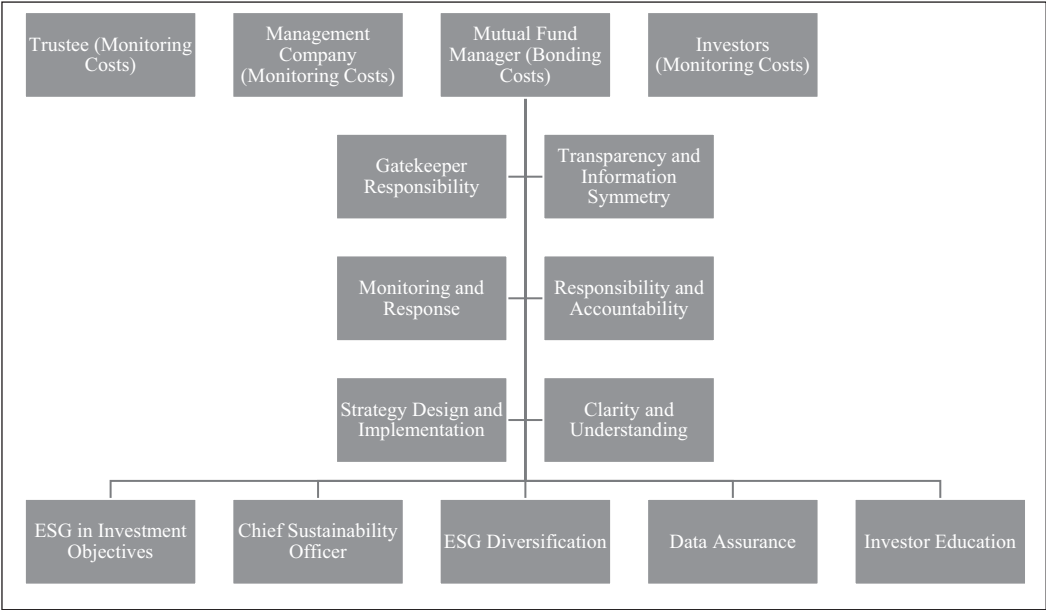 Trustee (Monitoring
Costs)
Management
Company
(Monitoring Costs)
Mutual Fund
Manager (Bonding
Costs)
Investors
(Monitoring Costs)
Gatekeeper
Responsibility
Transparency and
Information
Symmetry
Monitoring and
Response
Responsibility and
Accountability
Strategy Design and
Implementation
Clarity and
Understanding
ESG in Investment
Objectives
Chief Sustainability
Officer
ESG Diversification
Data Assurance
Investor Education